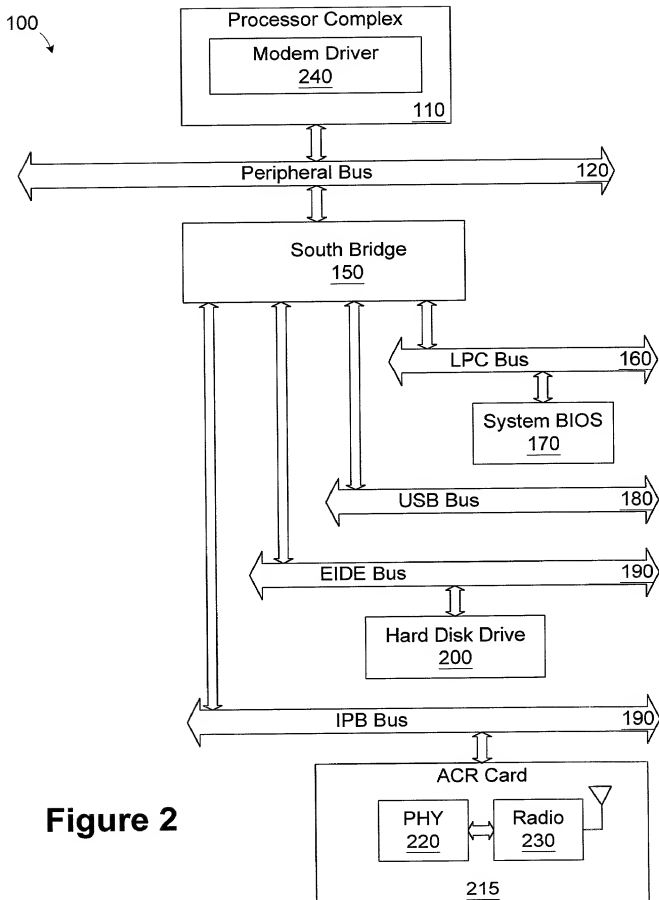 100
Processor Complex
Modem Driver
240
110
Peripheral Bus
120
South Bridge
150
LPC Bus
160
System BIOS
170
USB Bus
180
EIDE Bus
190
Hard Disk Drive
200
IPB Bus
190
ACR Card
PHY
220
Radio
230
215
Figure 2